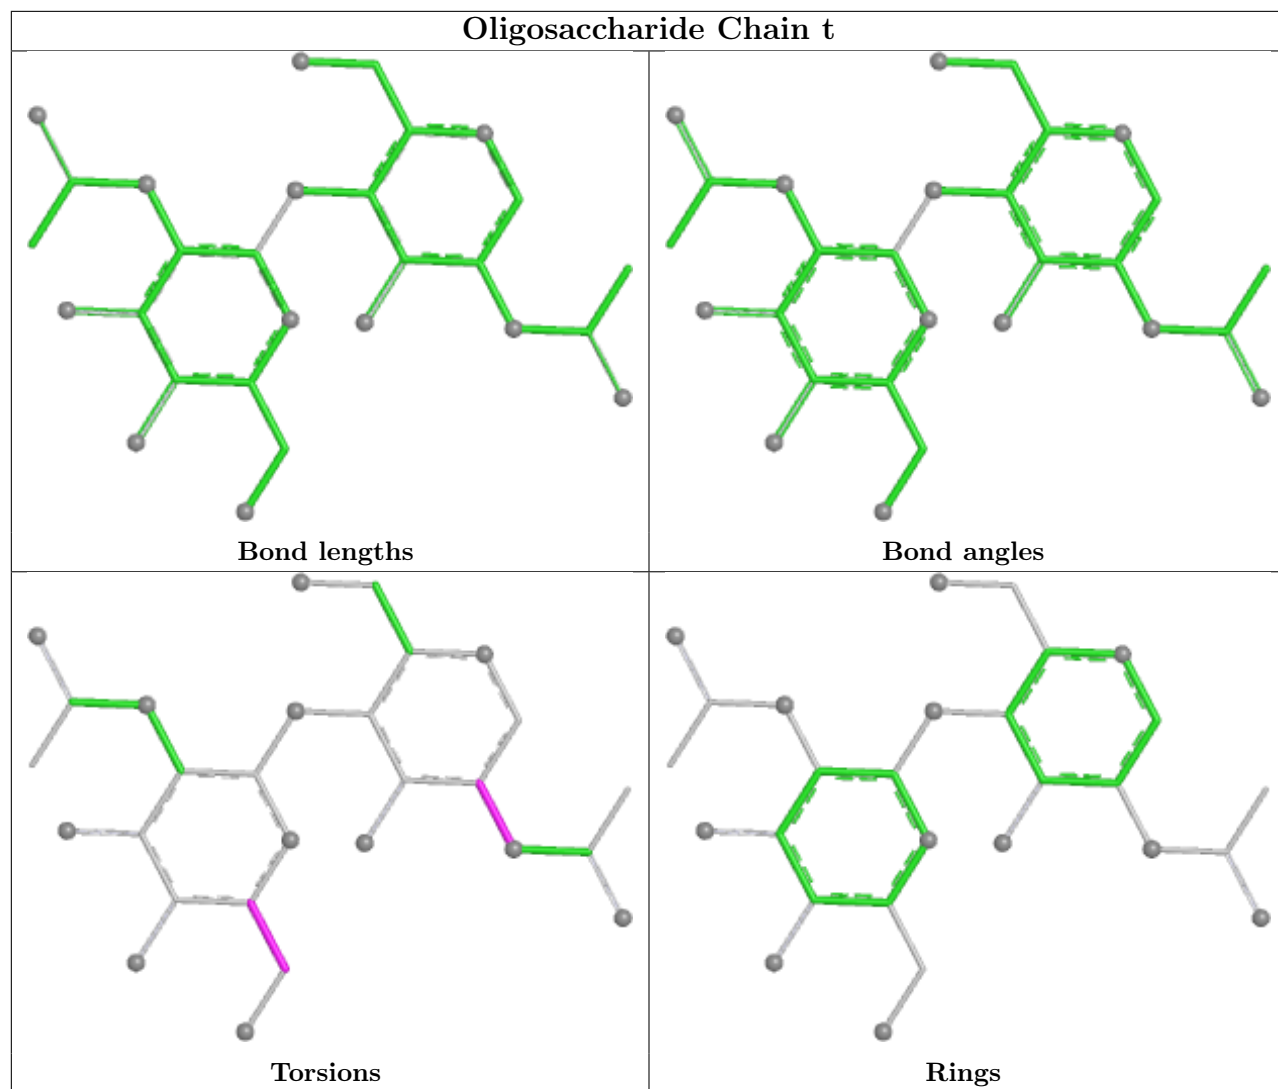 Oligosaccharide Chain t
Bond lengths
Bond angles
Torsions
Rings